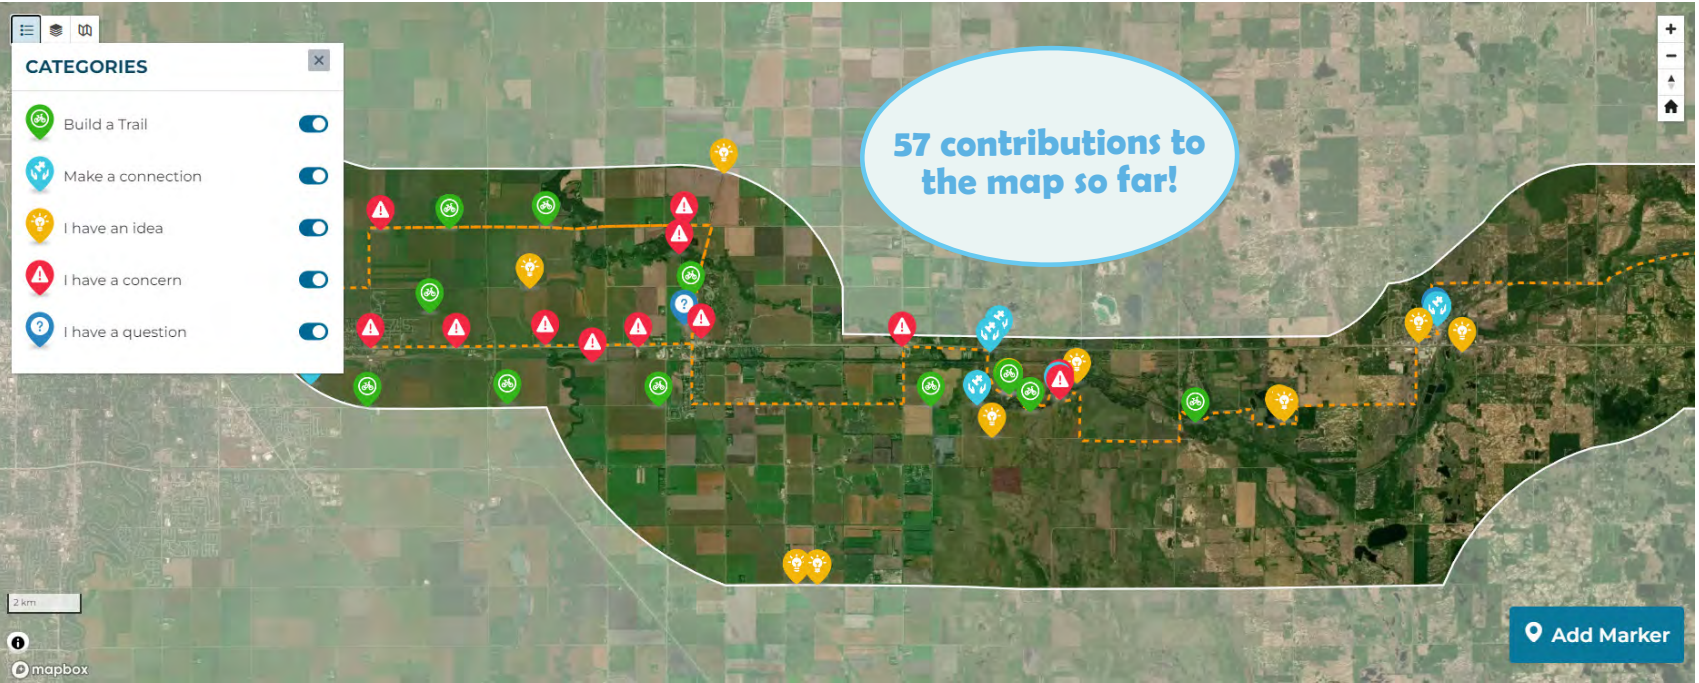 CATEGORIES
Build a Trail
Make a connection
I have an idea
I have a concern
I have a question
57 contributions to
the map so far!
2 km
mapbox
Add Marker